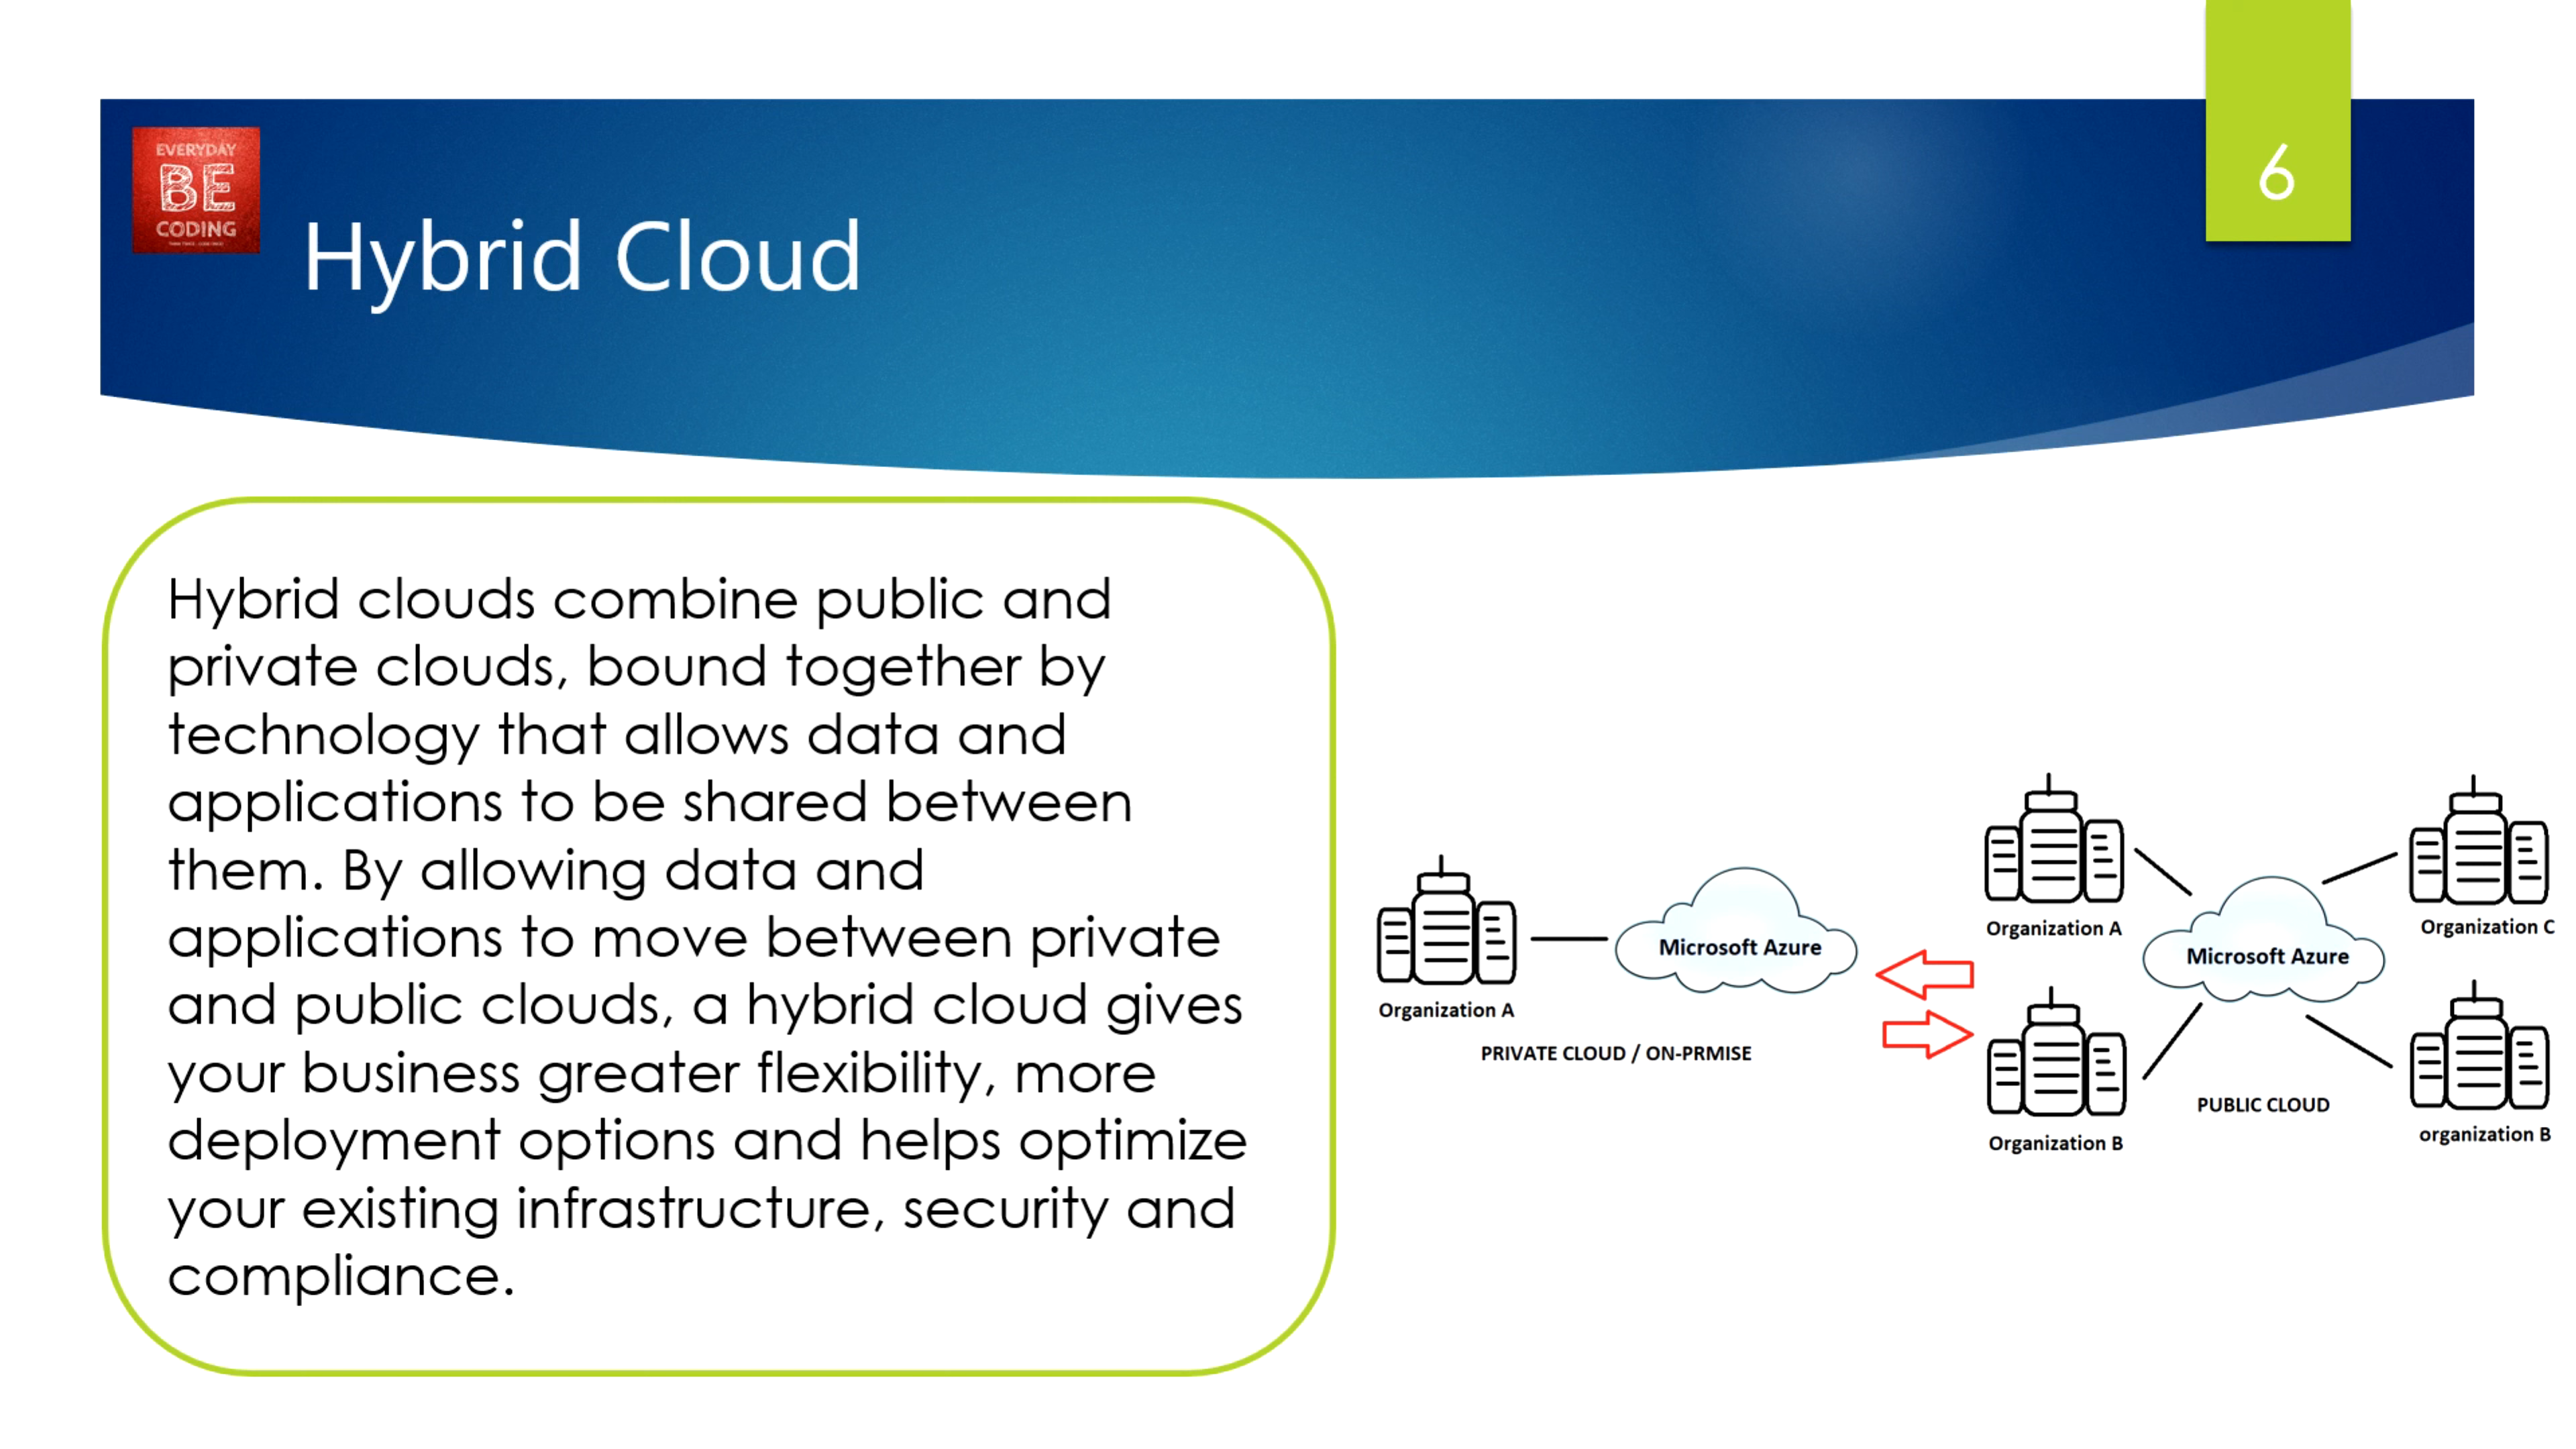 6
EVERYDAY
BE
CODING
Hybrid Cloud
Hybrid clouds combine public and
private clouds, bound together by
technology that allows data and
applications to be shared between
them. By allowing data and
applications to move between private
and public clouds, a hybrid cloud gives
your business greater flexibility, more
deployment options and helps optimize
your existing infrastructure, security and
compliance.
Organization A
Microsoft Azure
PRIVATE CLOUD / ON-PRMISE
Organization A
Organization C
Microsoft Azure
Organization B
PUBLIC CLOUD
organization B